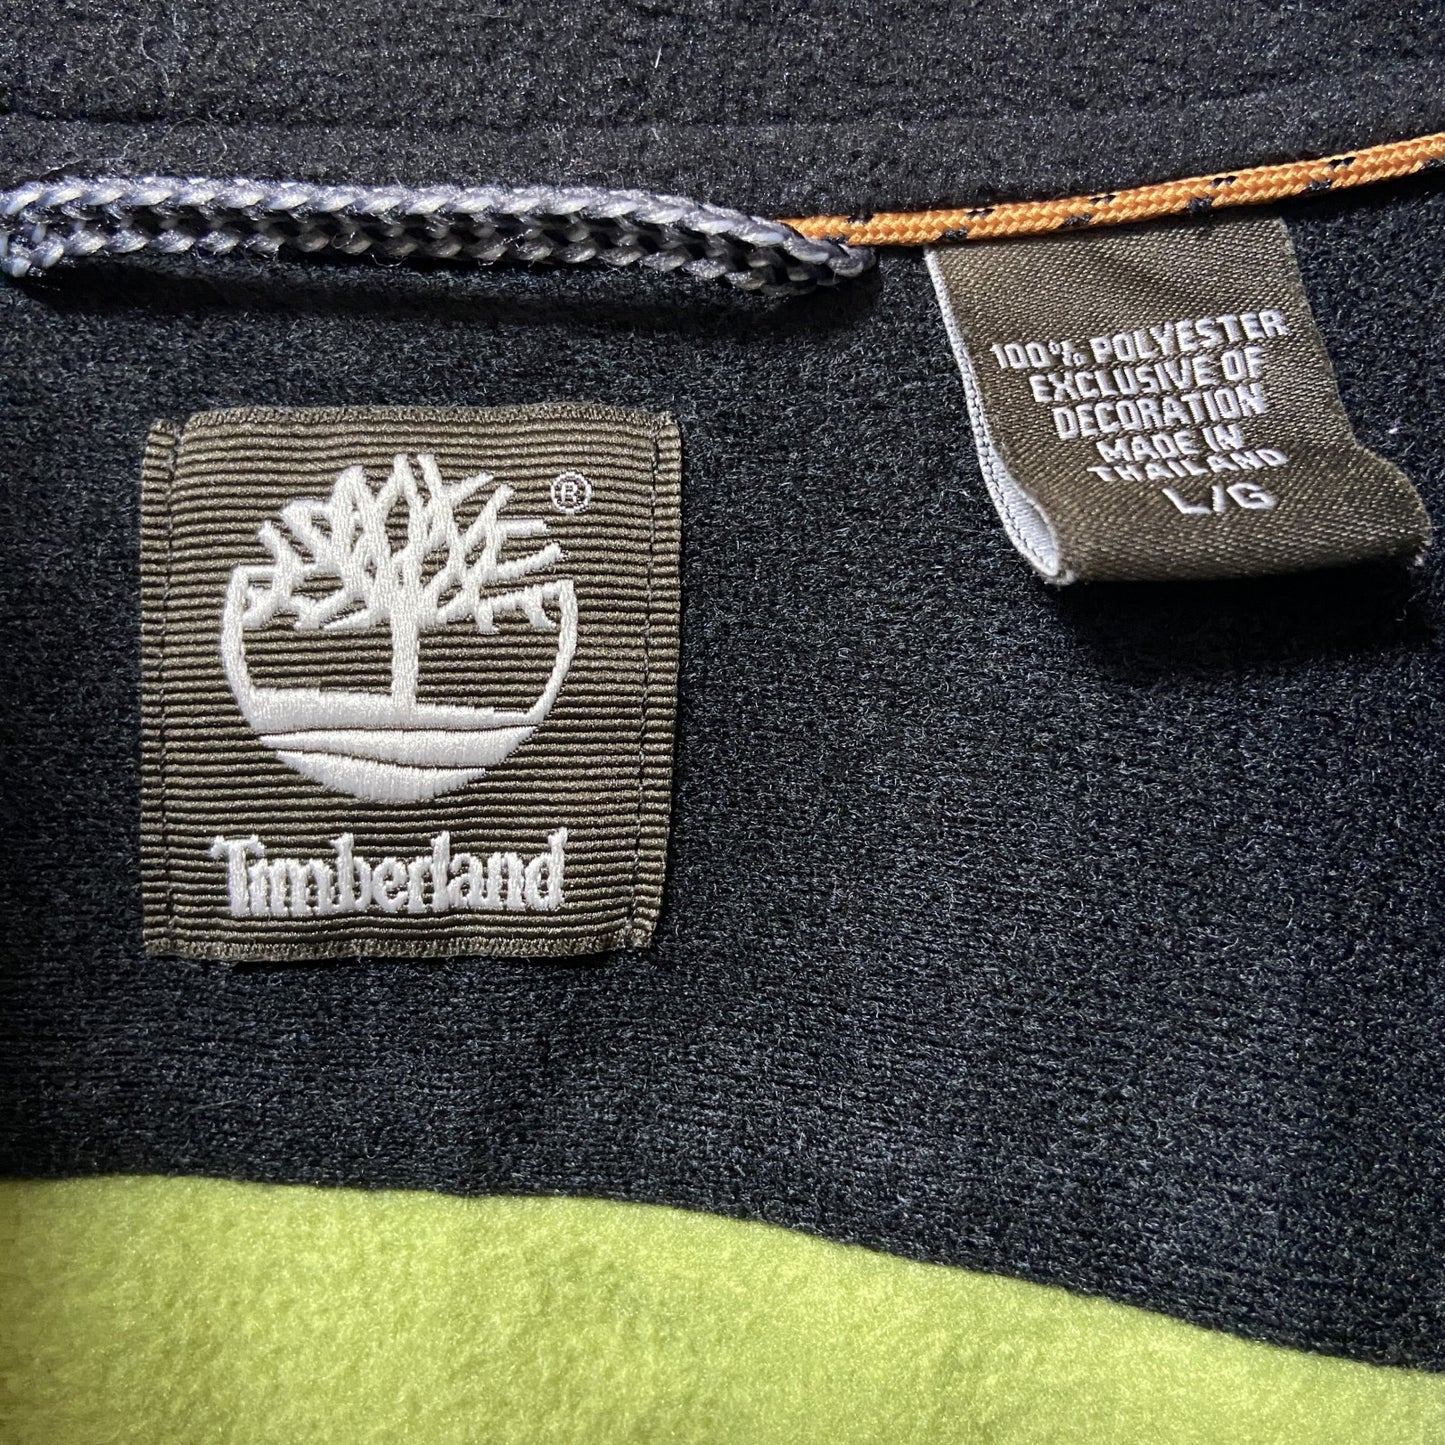 100% POLYESTER
EXCLUSIVE OF
DECORATION
MADE IN
THAILAND
L/G
®
Timberland